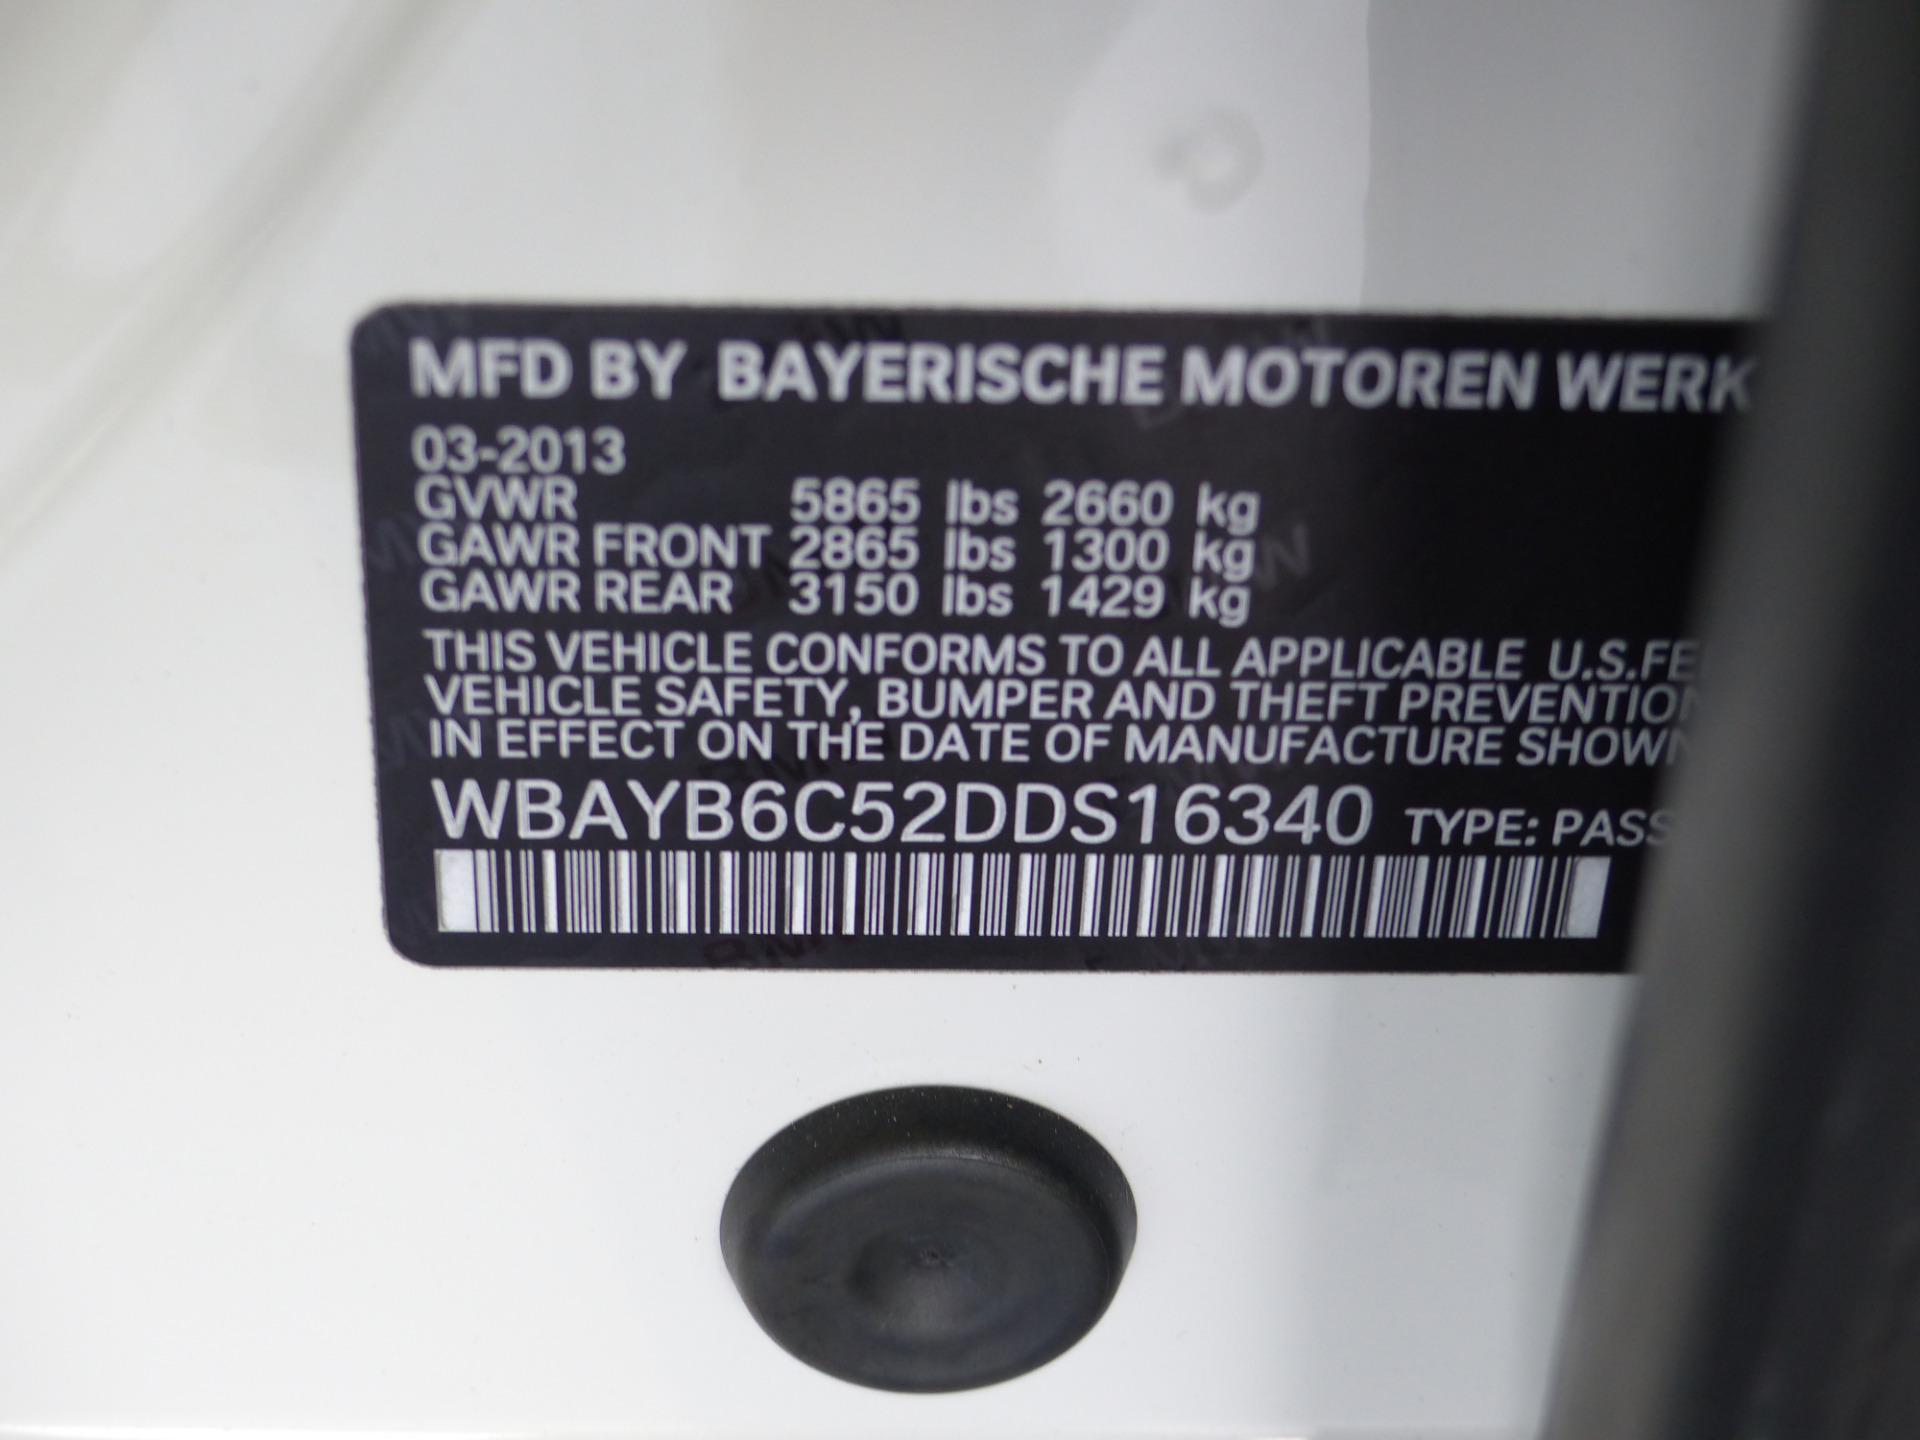 MFD BY BAYERISCHE MOTOREN WERK
03-2013
GVWR 5865 lbs 2660 kg
GAWR FRONT 2865 lbs 1300 kg
GAWR REAR 3150 lbs 1429 kg
THIS VEHICLE CONFORMS TO ALL APPLICABLE U.S.FE
VEHICLE SAFETY, BUMPER AND THEFT PREVENTION
IN EFFECT ON THE DATE OF MANUFACTURE SHOWN
WBAYB6C52DDS16340 TYPE: PASS